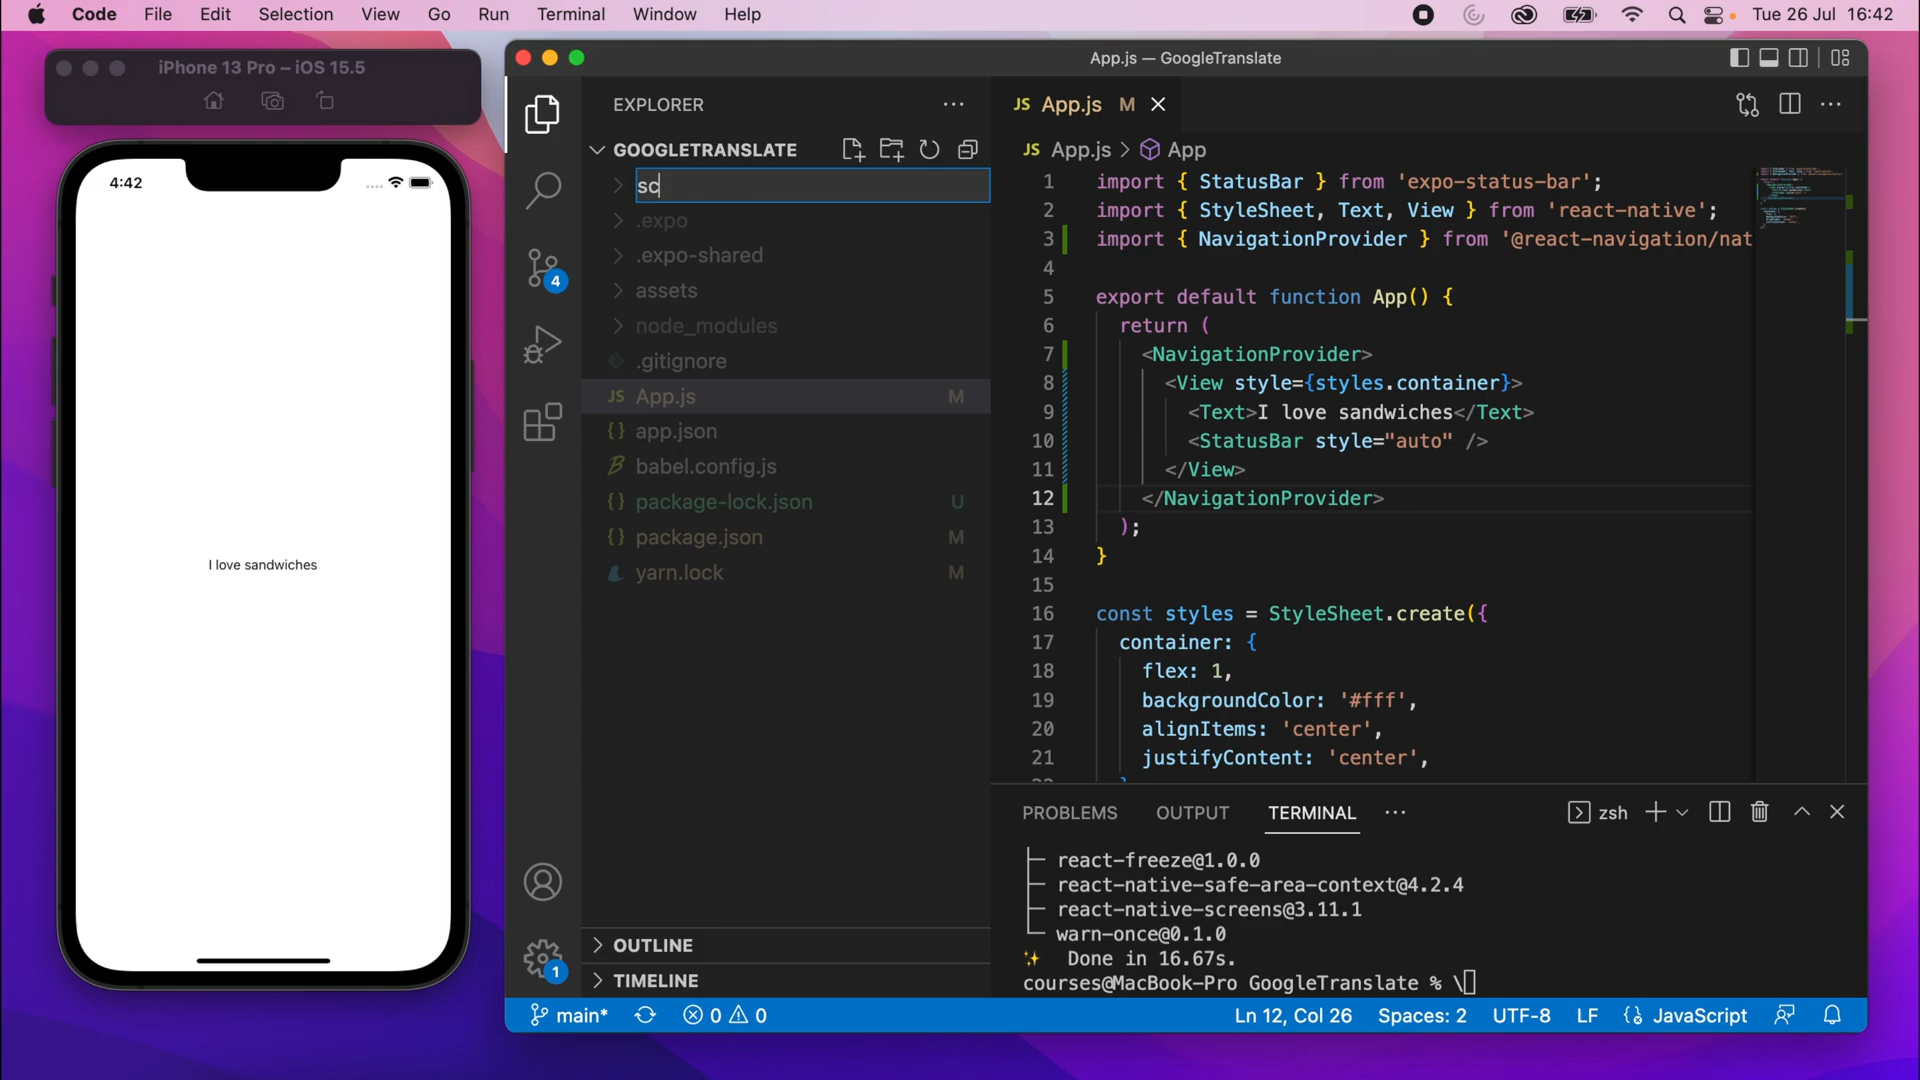 Code File Edit Selection View Go Run Terminal Window Help Tue 26 Jul 16:42
iPhone 13 Pro – iOS 15.5
4:42
I love sandwiches
App.js — GoogleTranslate
EXPLORER
GOOGLETRANSLATE
sc
.expo
.expo-shared
assets
node_modules
.gitignore
JS App.js M
{} app.json
babel.config.js
{} package-lock.json U
{} package.json M
yarn.lock M
OUTLINE
TIMELINE
4
1
JS App.js M
JS App.js > App
1 import { StatusBar } from 'expo-status-bar';
2 import { StyleSheet, Text, View } from 'react-native';
3 import { NavigationProvider } from '@react-navigation/nat
4
5 export default function App() {
6 return (
7 <NavigationProvider>
8 <View style={styles.container}>
9 <Text>I love sandwiches</Text>
10 <StatusBar style="auto" />
11 </View>
12 </NavigationProvider>
13 );
14 }
15
16 const styles = StyleSheet.create({
17 container: {
18 flex: 1,
19 backgroundColor: '#fff',
20 alignItems: 'center',
21 justifyContent: 'center',
PROBLEMS OUTPUT TERMINAL ··· zsh
├─ react-freeze@1.0.0
├─ react-native-safe-area-context@4.2.4
├─ react-native-screens@3.11.1
└─ warn-once@0.1.0
✨ Done in 16.67s.
courses@MacBook-Pro GoogleTranslate % \
main* 0 0 Ln 12, Col 26 Spaces: 2 UTF-8 LF {} JavaScript